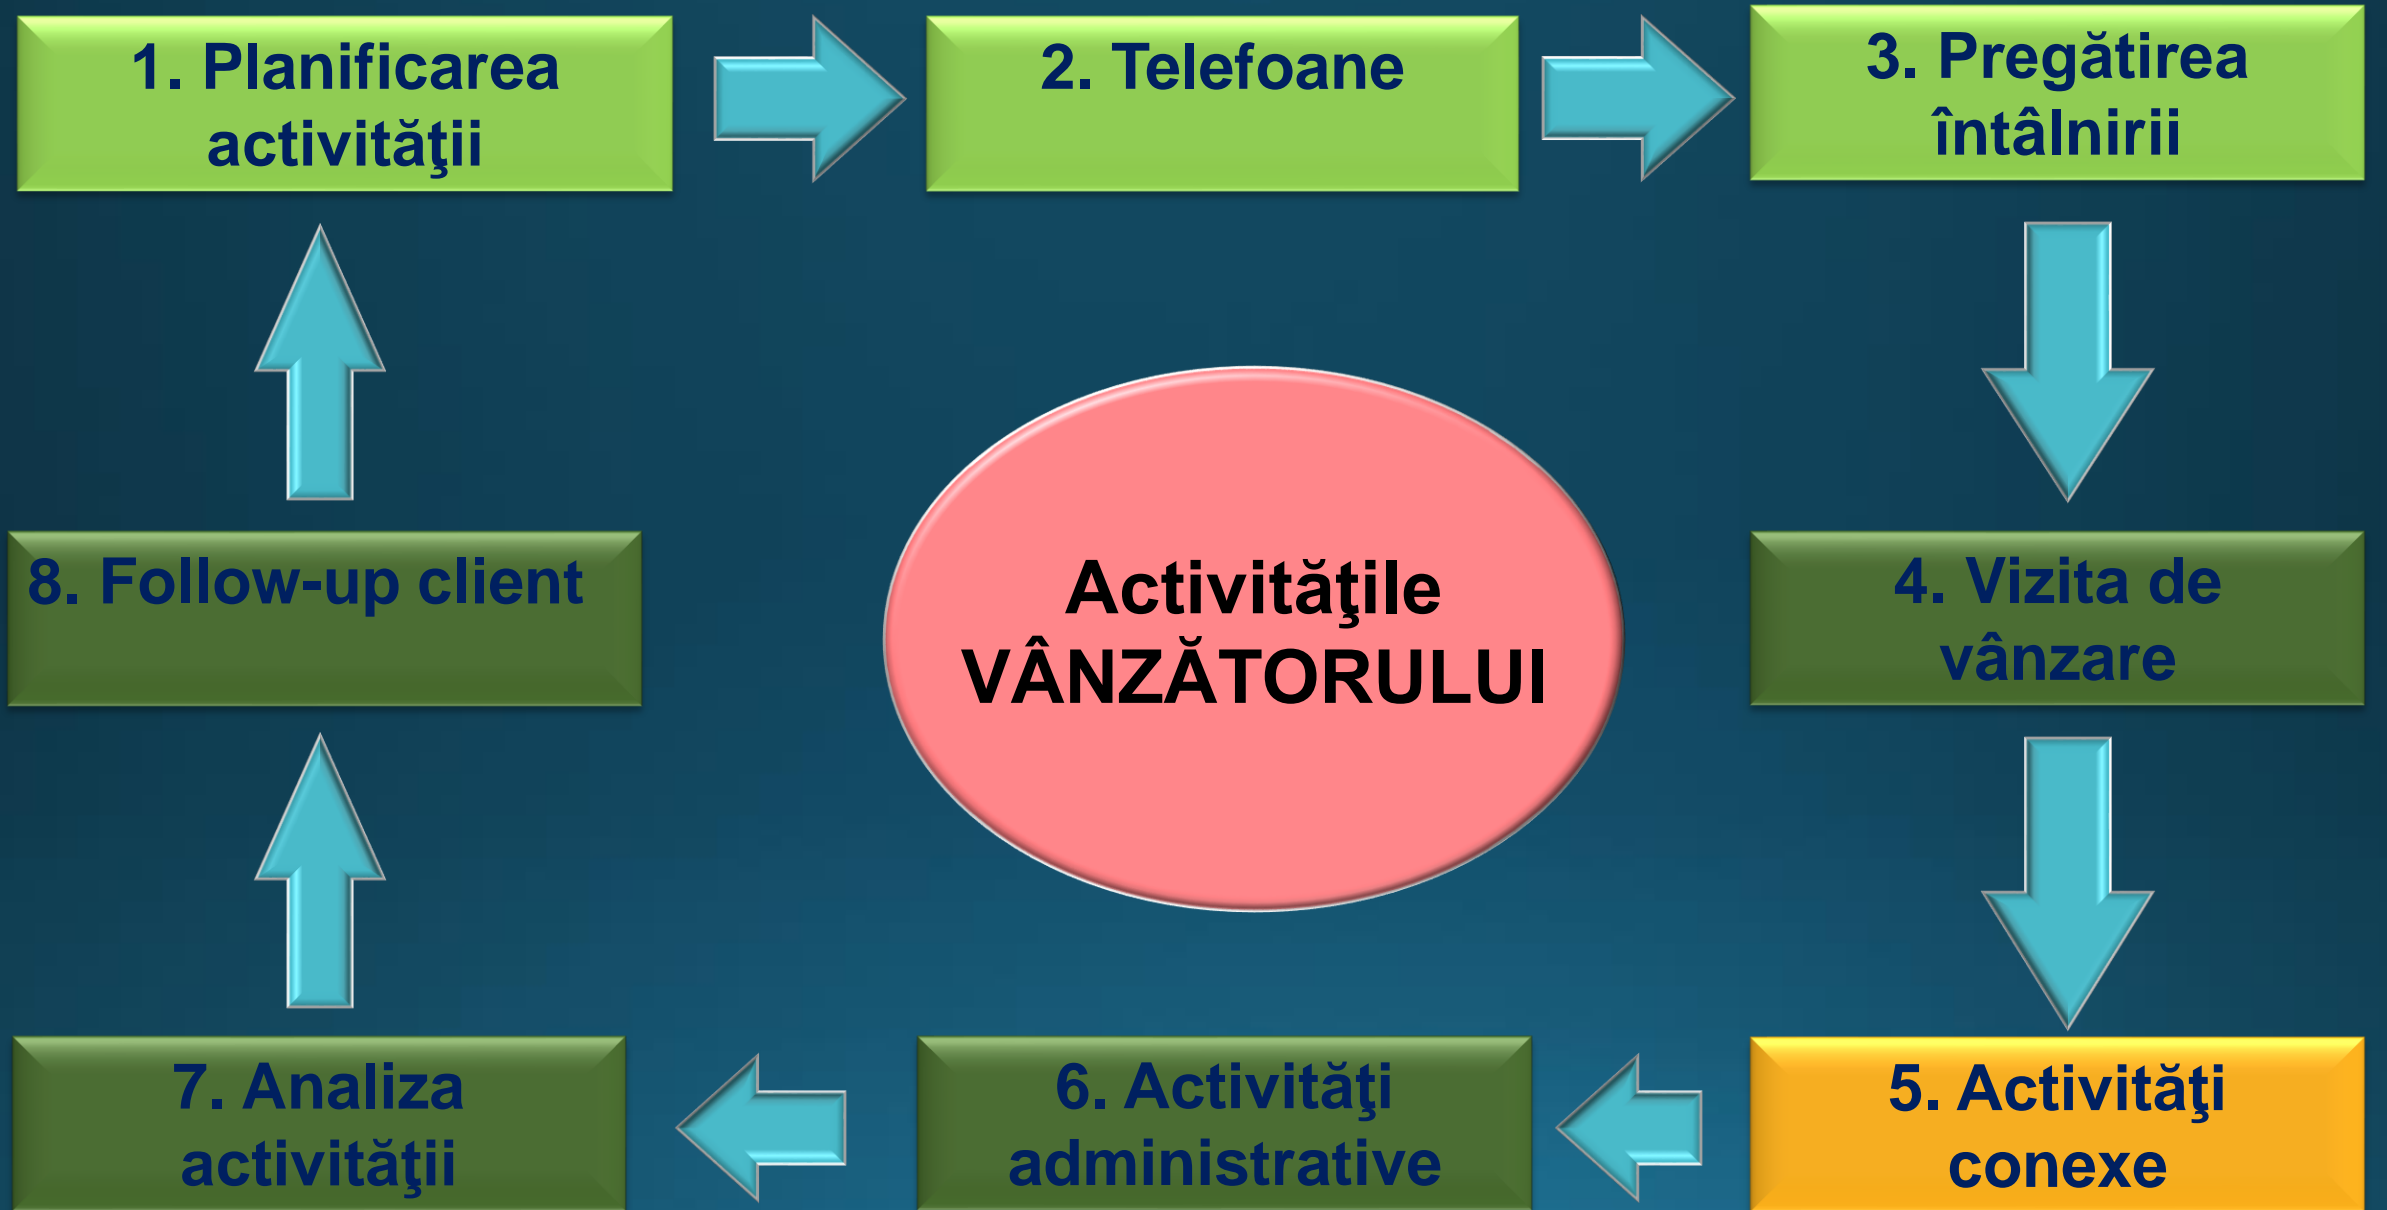 1. Planificarea
activităţii
2. Telefoane
3. Pregătirea
întâlnirii
8. Follow-up client
Activităţile
VÂNZĂTORULUI
4. Vizita de
vânzare
7. Analiza
activităţii
6. Activităţi
administrative
5. Activităţi
conexe